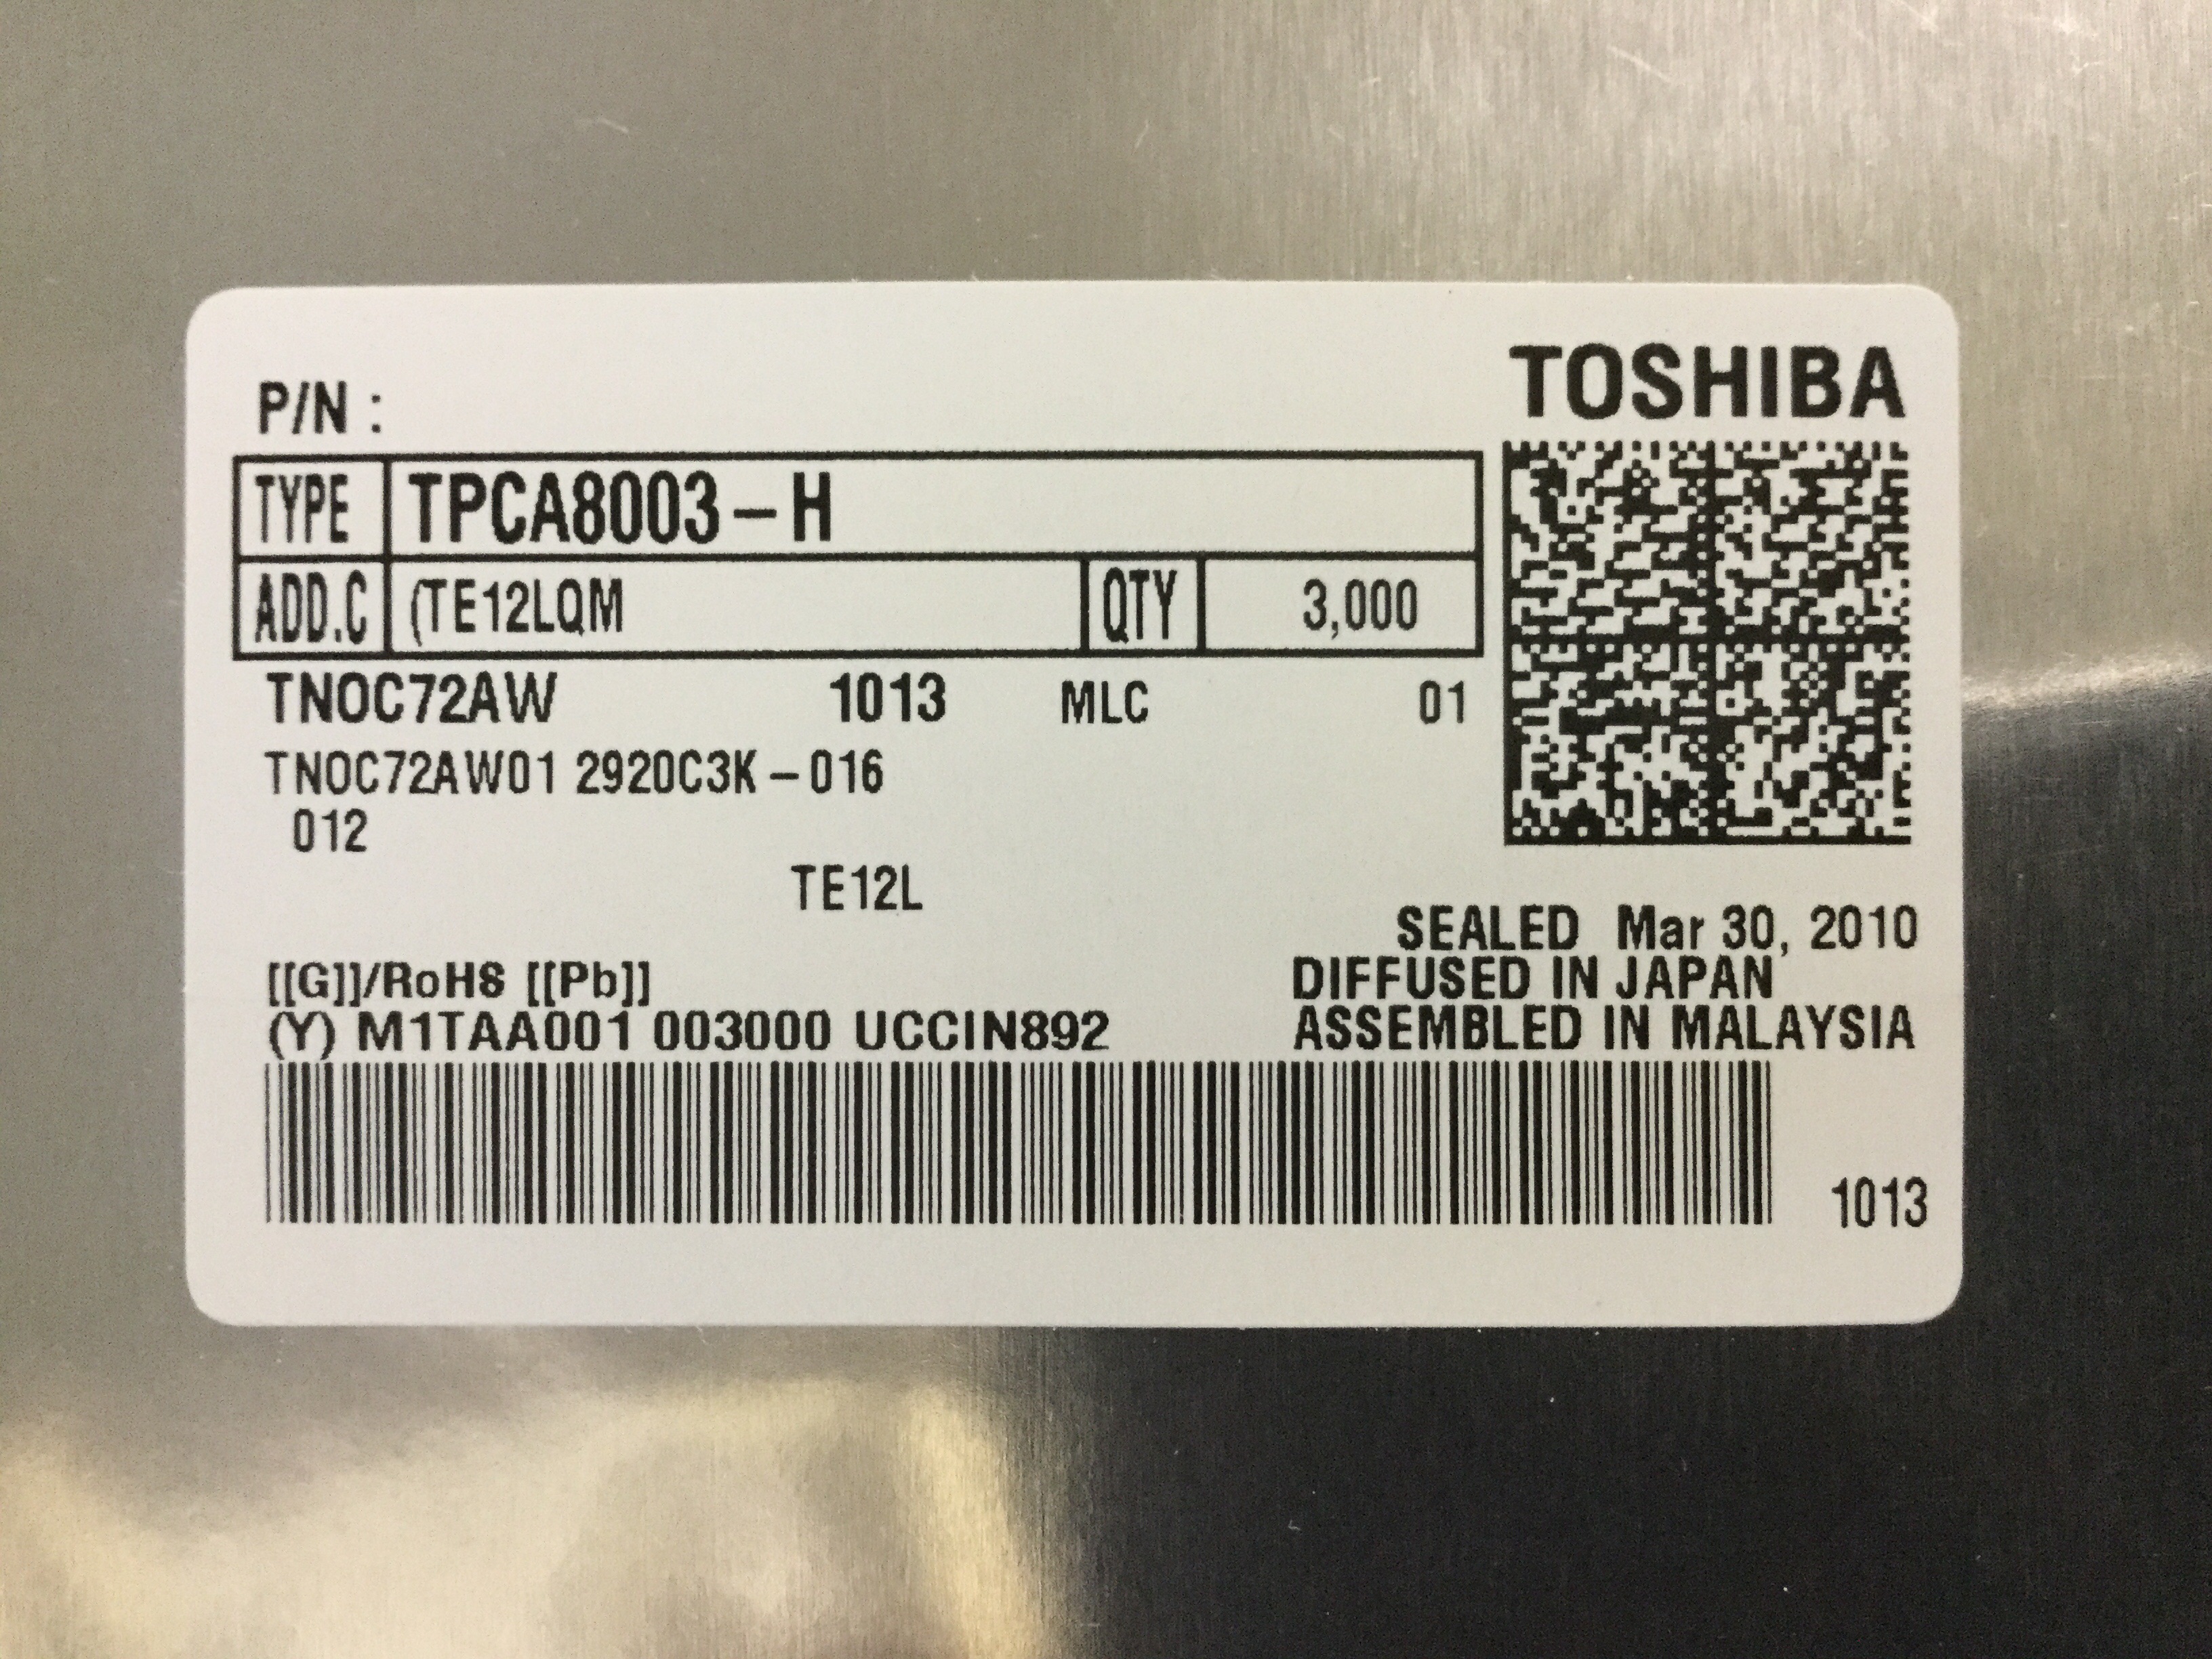 TOSHIBA
P/N :
TYPE TPCA8003-H
ADD.C (TE12LQM QTY 3,000
TNOC72AW 1013 MLC 01
TNOC72AW01 2920C3K-016
012
TE12L
SEALED Mar 30, 2010
[[G]]/RoHS [[Pb]] DIFFUSED IN JAPAN
(Y) M1TAA001 003000 UCCIN892 ASSEMBLED IN MALAYSIA
1013